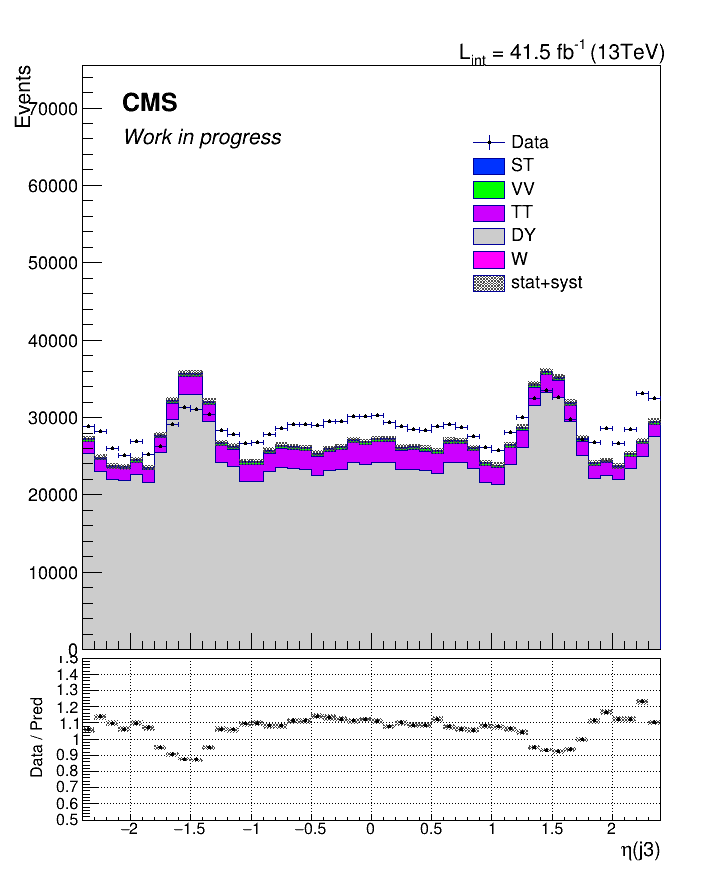 L_int = 41.5 fb^-1 (13TeV)
Events
CMS
Work in progress
Data
ST
VV
TT
DY
W
stat+syst
70000
60000
50000
40000
30000
20000
10000
0
Data / Pred
1.5
1.4
1.3
1.2
1.1
1
0.9
0.8
0.7
0.6
0.5
−2 −1.5 −1 −0.5 0 0.5 1 1.5 2
η(j3)